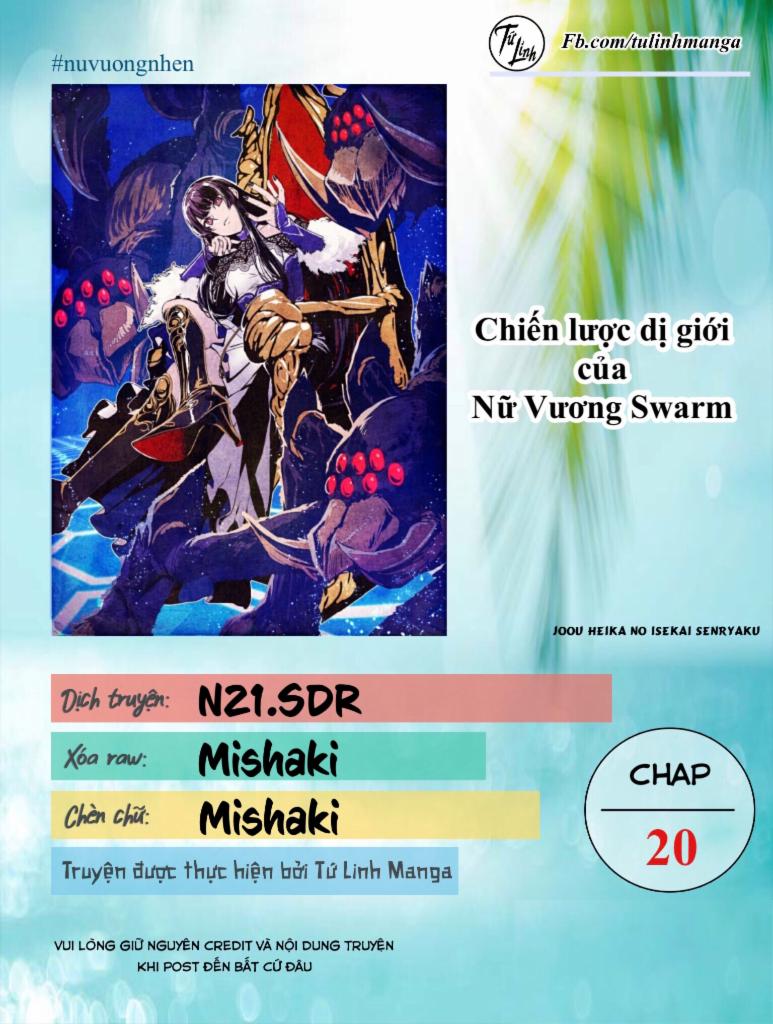 #nuvuongnhen
Tứ Linh
Fb.com/tulinhmanga
Chiến lược dị giới
của
Nữ Vương Swarm
JOOU HEIKA NO ISEKAI SENRYAKU
Dịch truyện: N21.SDR
Xóa raw: Mishaki
Chèn chữ: Mishaki
Truyện được thực hiện bởi Tứ Linh Manga
CHAP
20
VUI LÒNG GIỮ NGUYÊN CREDIT VÀ NỘI DUNG TRUYỆN
KHI POST ĐẾN BẤT CỨ ĐÂU